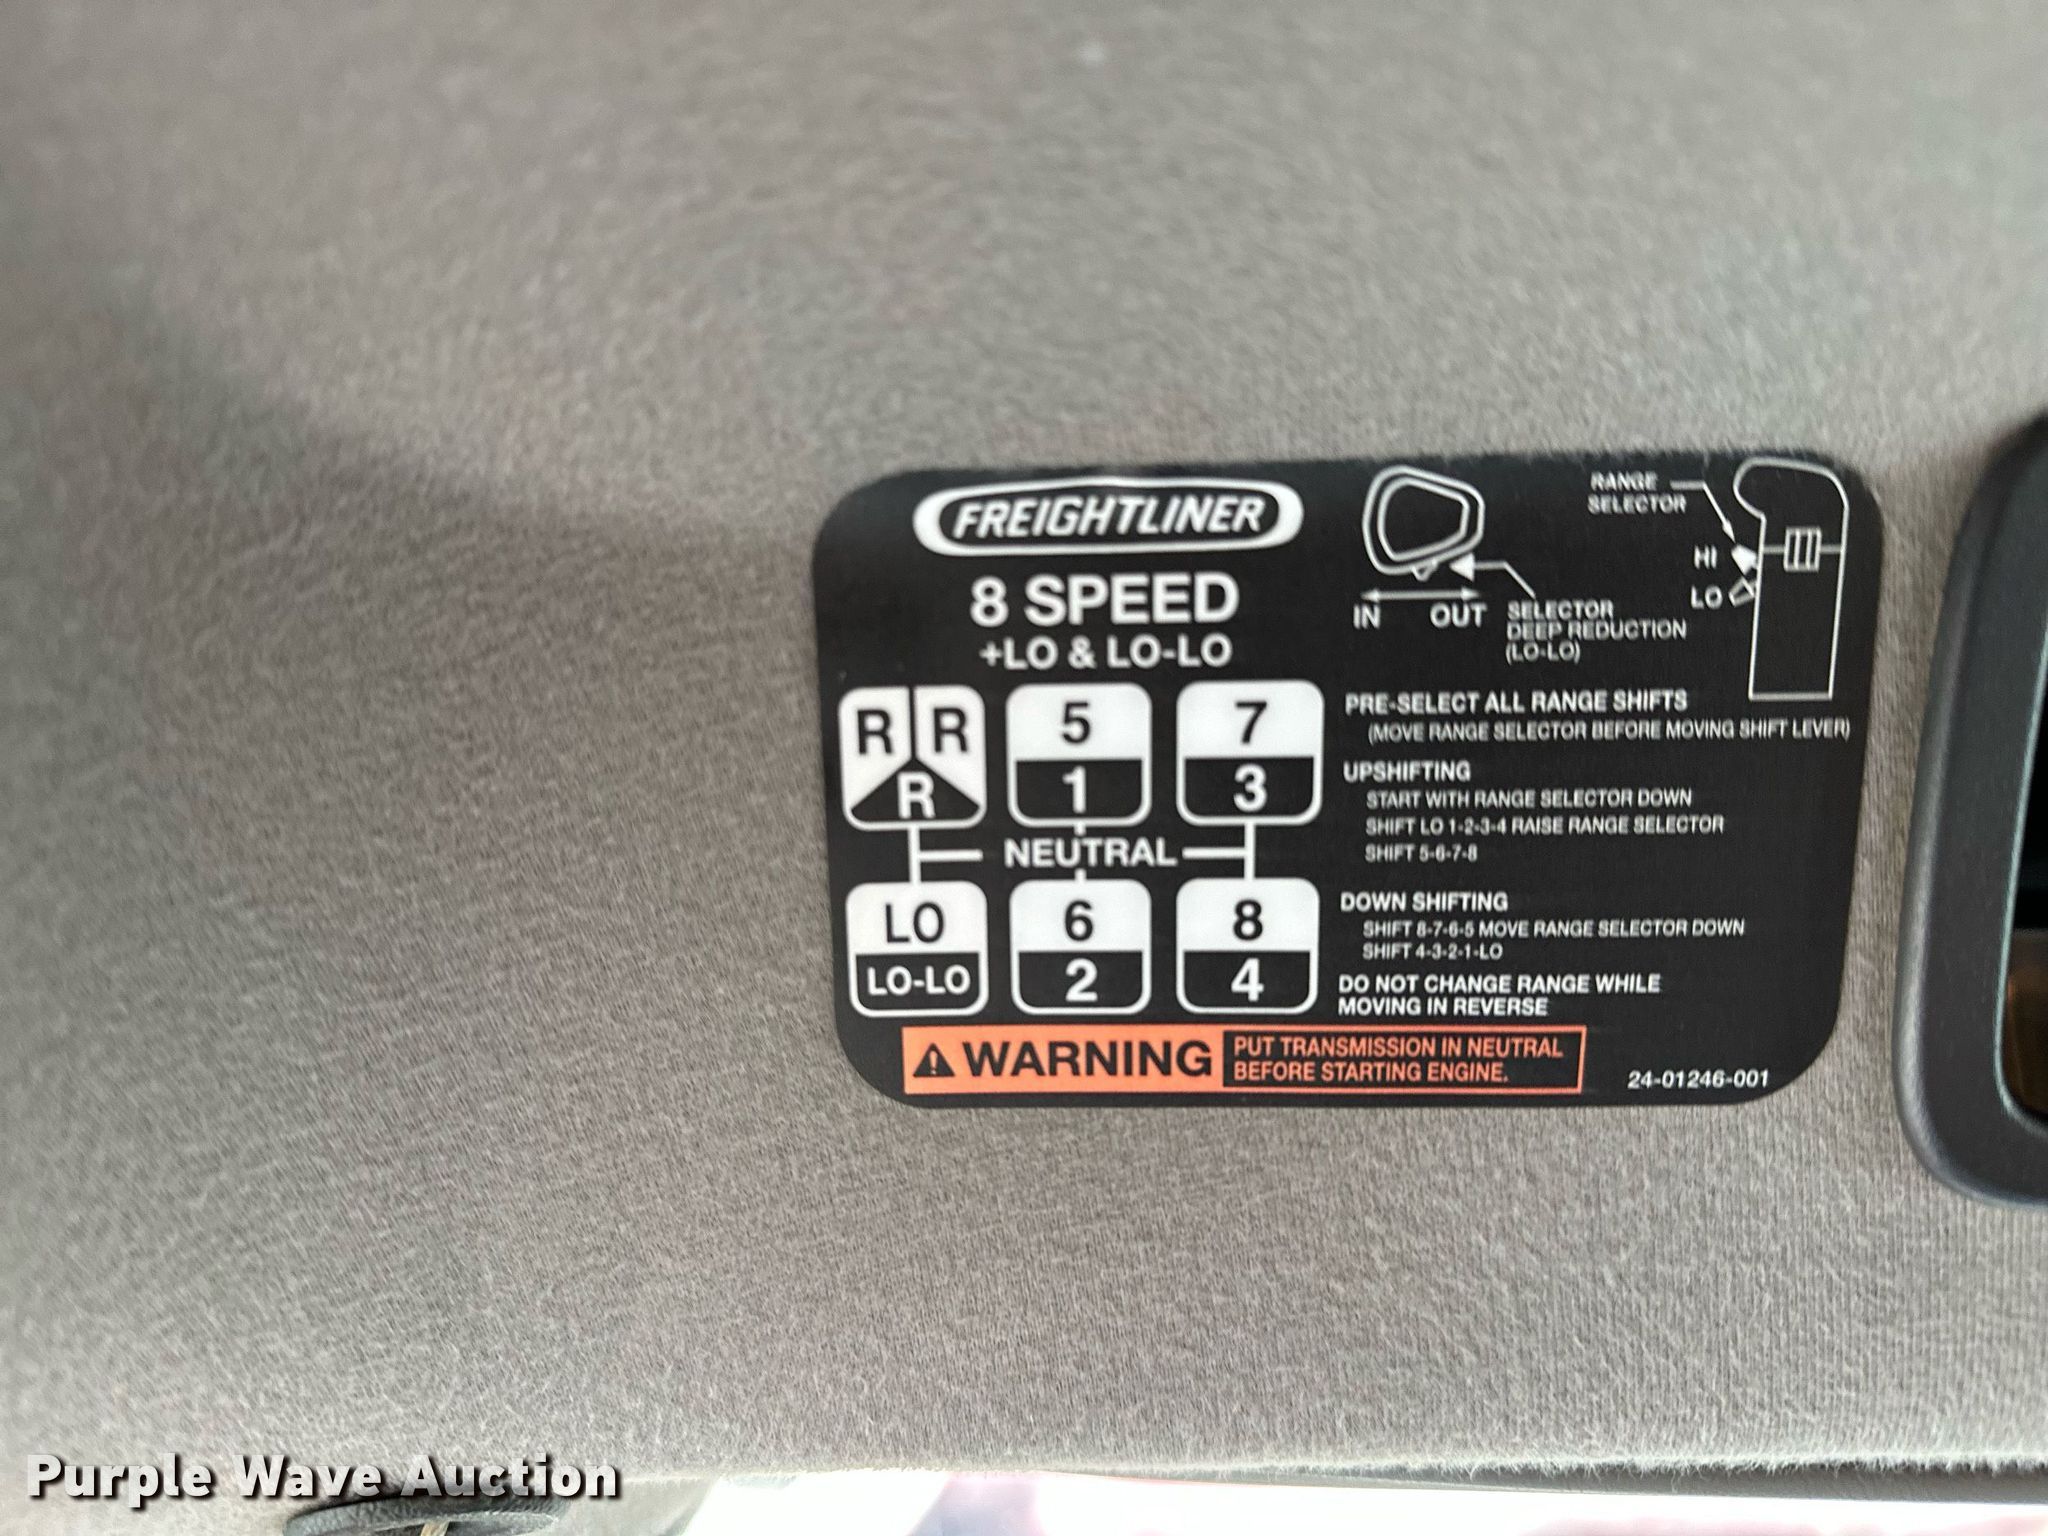 FREIGHTLINER
8 SPEED
+LO & LO-LO
R R
R
5
1
7
3
NEUTRAL
LO
LO-LO
6
2
8
4
IN OUT
SELECTOR
DEEP REDUCTION
(LO-LO)
RANGE
SELECTOR
HI
LO
PRE-SELECT ALL RANGE SHIFTS
(MOVE RANGE SELECTOR BEFORE MOVING SHIFT LEVER)
UPSHIFTING
START WITH RANGE SELECTOR DOWN
SHIFT LO 1-2-3-4 RAISE RANGE SELECTOR
SHIFT 5-6-7-8
DOWN SHIFTING
SHIFT 8-7-6-5 MOVE RANGE SELECTOR DOWN
SHIFT 4-3-2-1-LO
DO NOT CHANGE RANGE WHILE
MOVING IN REVERSE
WARNING
PUT TRANSMISSION IN NEUTRAL
BEFORE STARTING ENGINE.
24-01246-001
Purple Wave Auction